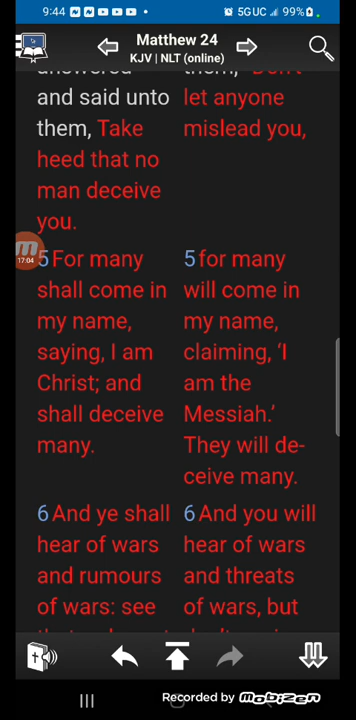 9:44
5GUC 99%
Matthew 24
KJV | NLT (online)
answered
and said unto
them, Take
heed that no
man deceive
you.
5 For many
shall come in
my name,
saying, I am
Christ; and
shall deceive
many.
6 And ye shall
hear of wars
and rumours
of wars: see
them, "Don't
let anyone
mislead you,
5 for many
will come in
my name,
claiming, ‘I
am the
Messiah.’
They will de-
ceive many.
6 And you will
hear of wars
and threats
of wars, but
17:04
Recorded by mobizen